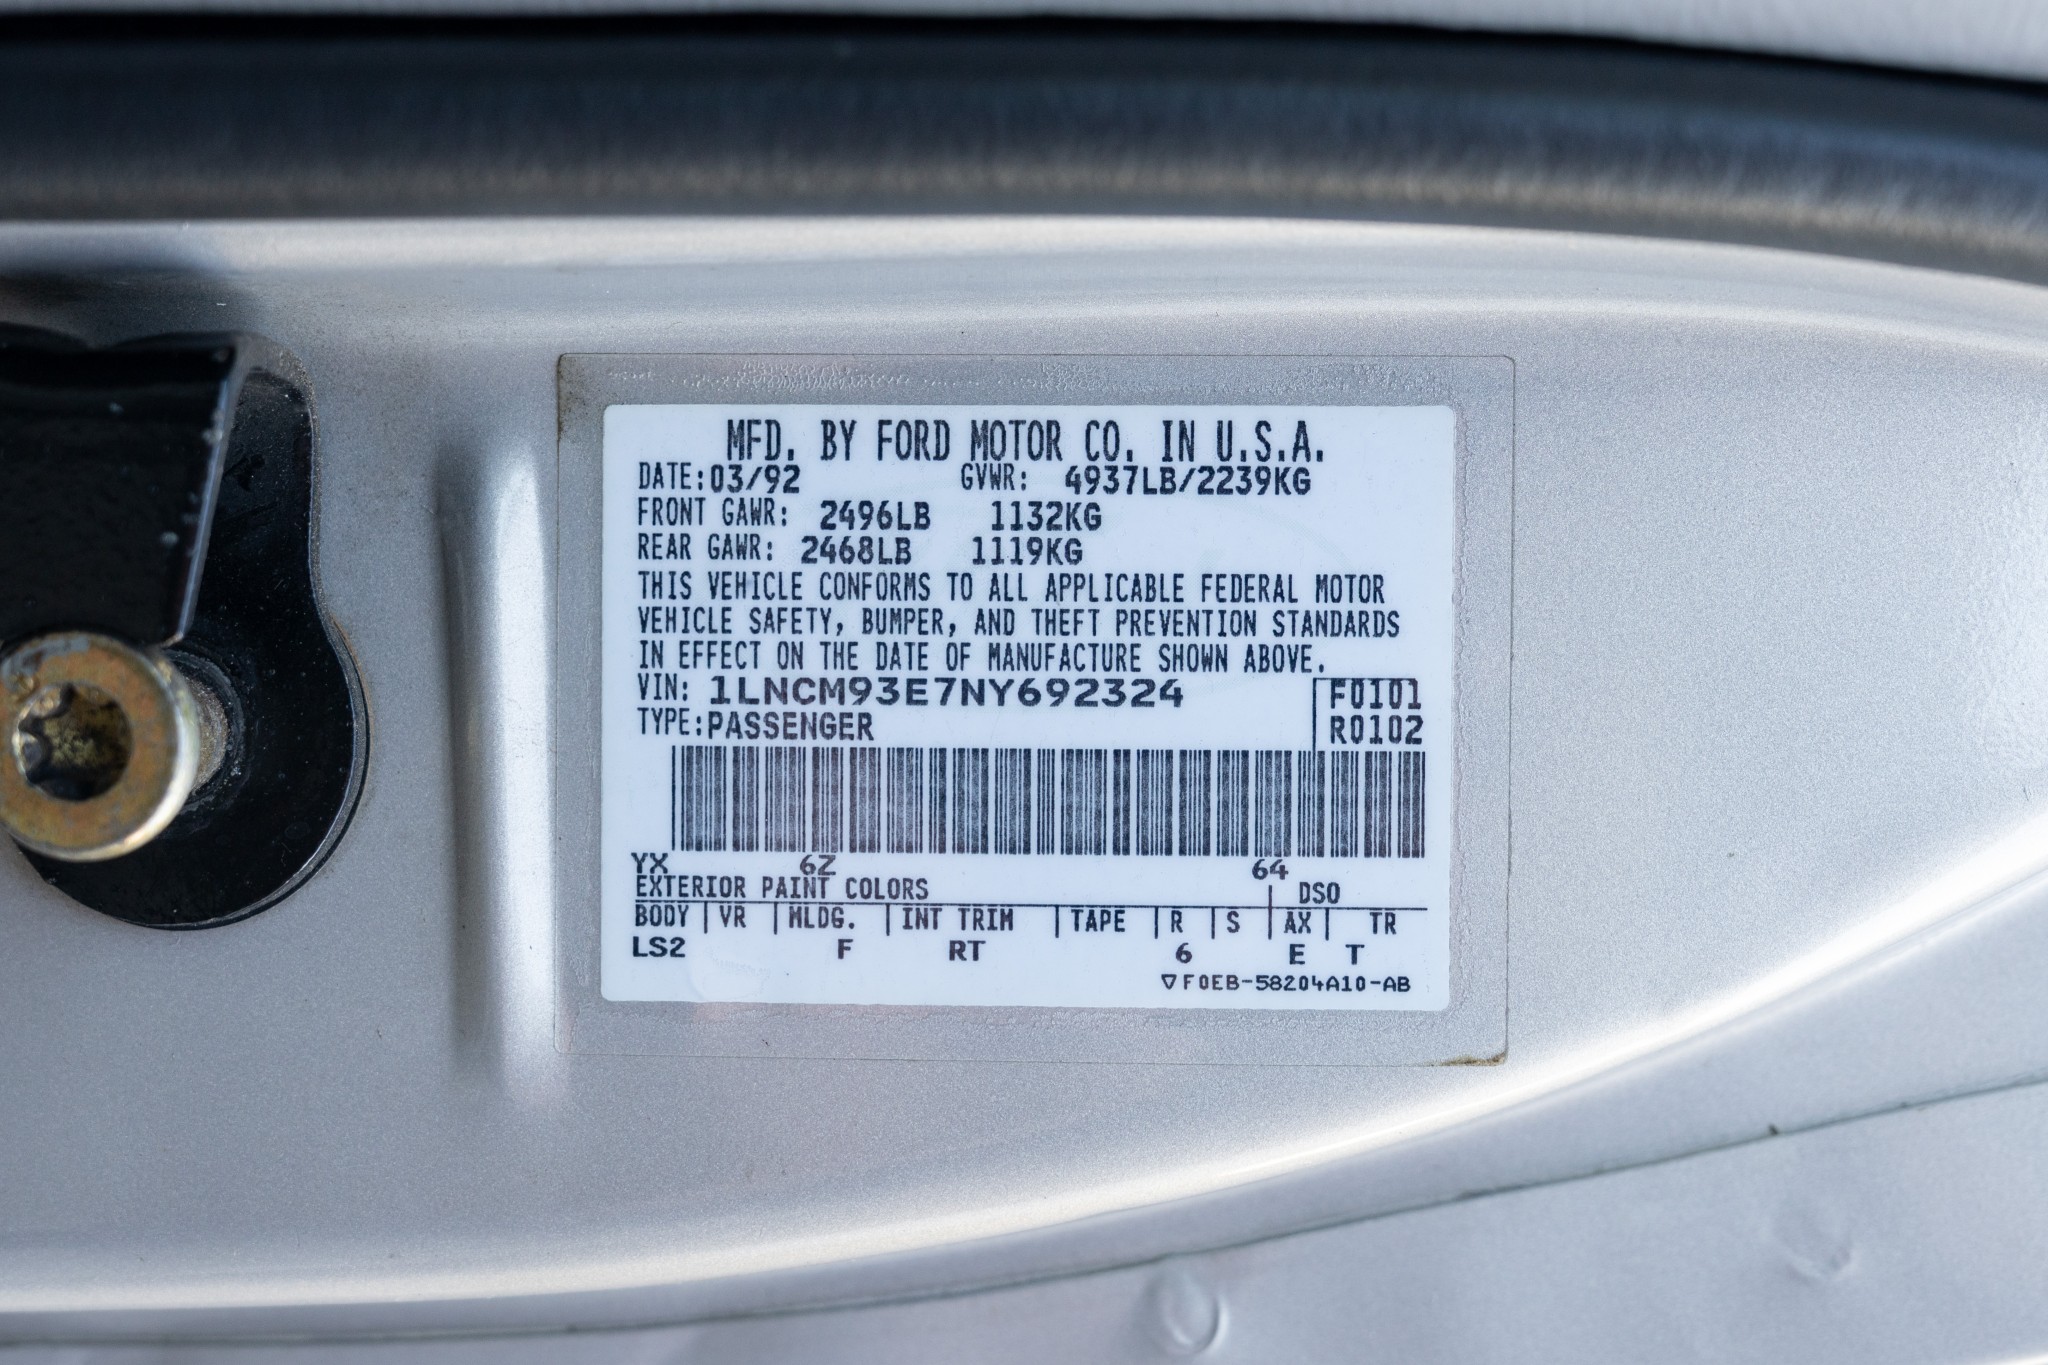 MFD. BY FORD MOTOR CO. IN U.S.A.
DATE:03/92 GVWR: 4937LB/2239KG
FRONT GAWR: 2496LB 1132KG
REAR GAWR: 2468LB 1119KG
THIS VEHICLE CONFORMS TO ALL APPLICABLE FEDERAL MOTOR
VEHICLE SAFETY, BUMPER, AND THEFT PREVENTION STANDARDS
IN EFFECT ON THE DATE OF MANUFACTURE SHOWN ABOVE.
VIN: 1LNCM93E7NY692324 F0101
TYPE:PASSENGER R0102
YX 6Z 64
EXTERIOR PAINT COLORS DSO
BODY VR MLDG. INT TRIM TAPE R S AX TR
LS2 F RT 6 E T
▽F0EB-58204A10-AB